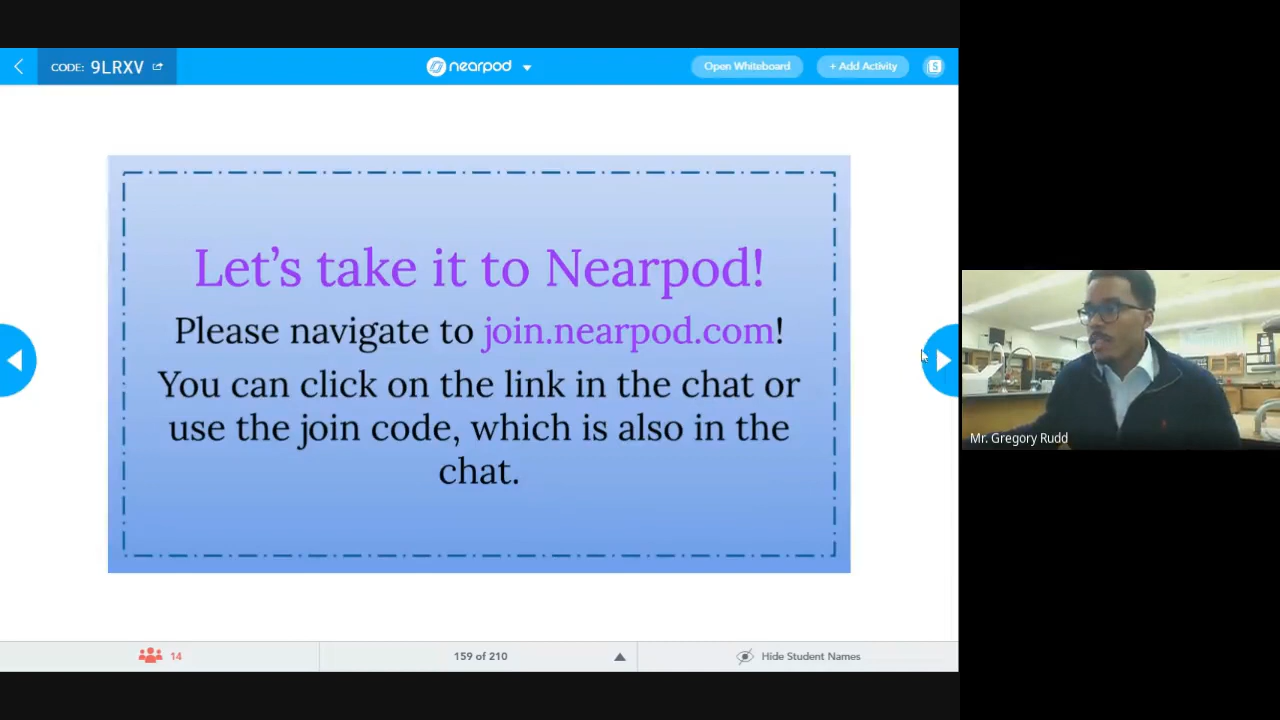 CODE: 9LRXV
nearpod
Open Whiteboard
+ Add Activity
5
Let's take it to Nearpod!
Please navigate to join.nearpod.com!
You can click on the link in the chat or
use the join code, which is also in the
chat.
Mr. Gregory Rudd
14
159 of 210
Hide Student Names